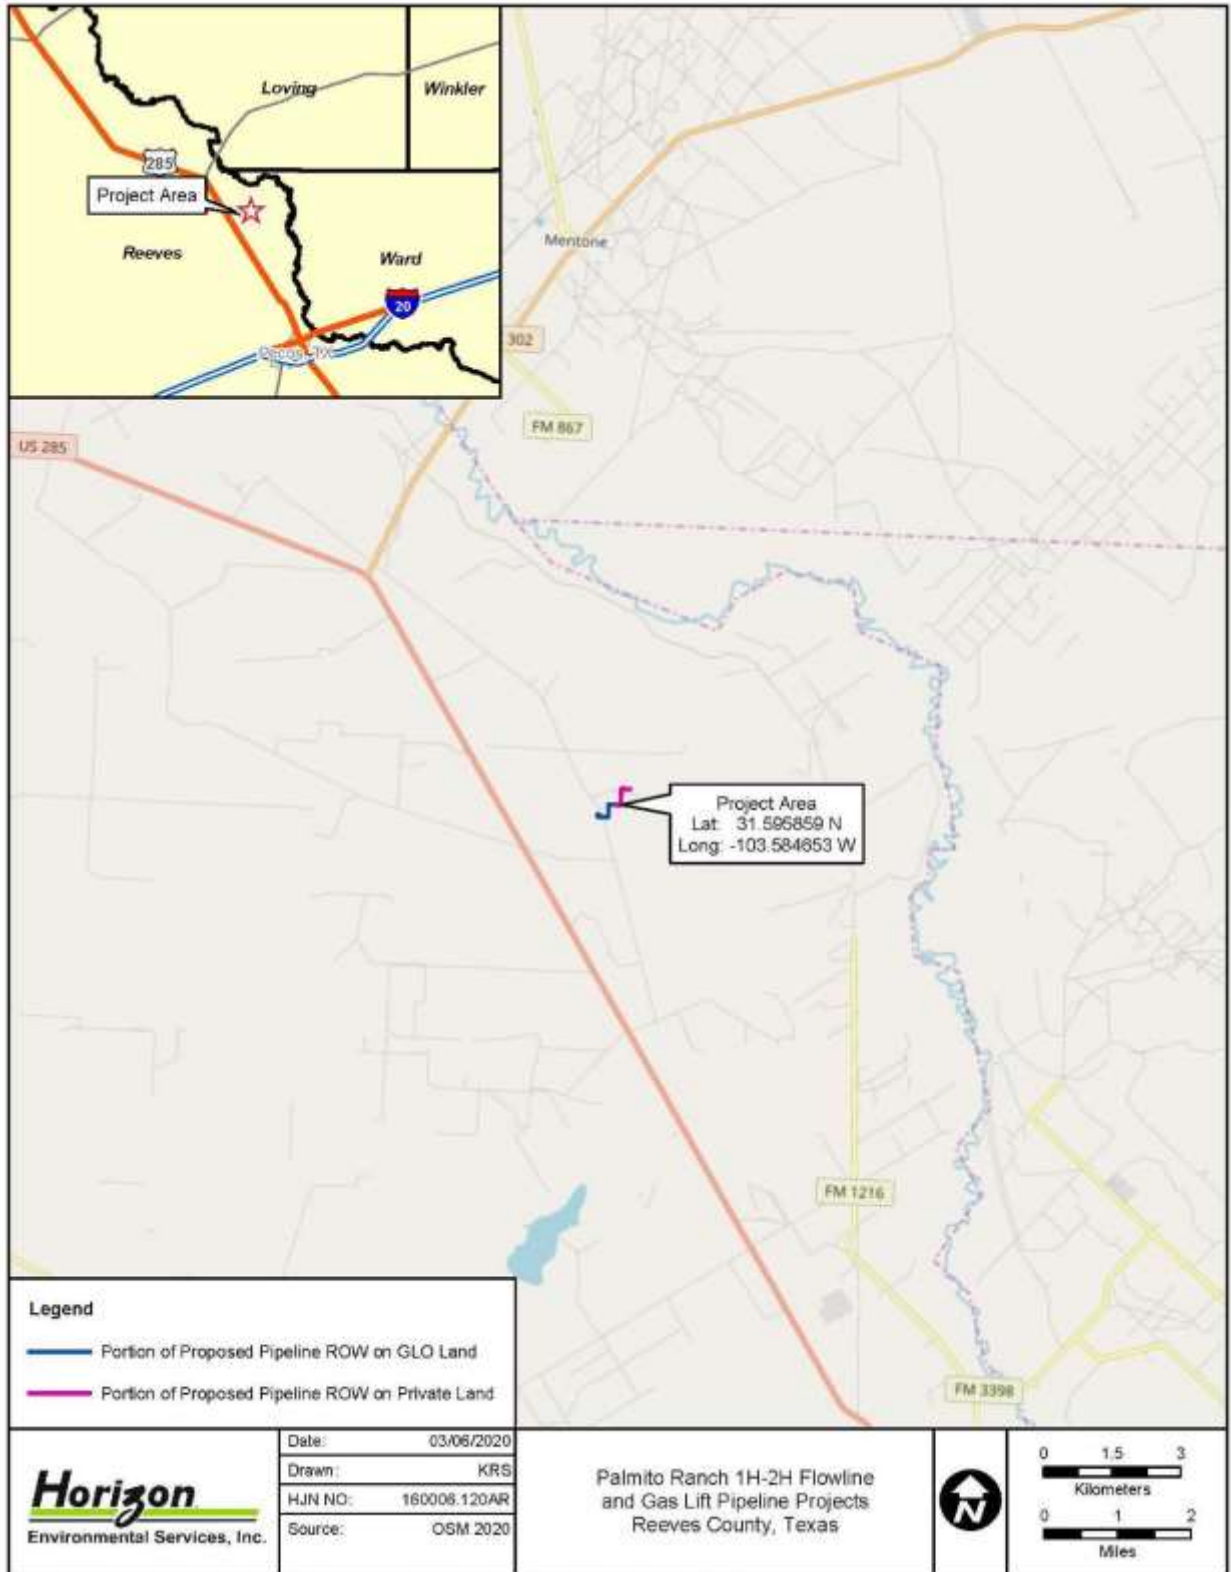 Loving
Winkler
285
Project Area
Reeves
Ward
20
Pecos, TX
Mentone
302
FM 867
US 285
Project Area
Lat: 31.595859 N
Long: -103.584653 W
FM 1216
FM 3398
Legend
Portion of Proposed Pipeline ROW on GLO Land
Portion of Proposed Pipeline ROW on Private Land
Horizon
Environmental Services, Inc.
Date: 03/06/2020
Drawn: KRS
HJN NO: 160006.120AR
Source: OSM 2020
Palmito Ranch 1H-2H Flowline
and Gas Lift Pipeline Projects
Reeves County, Texas
N
0 1.5 3
Kilometers
0 1 2
Miles